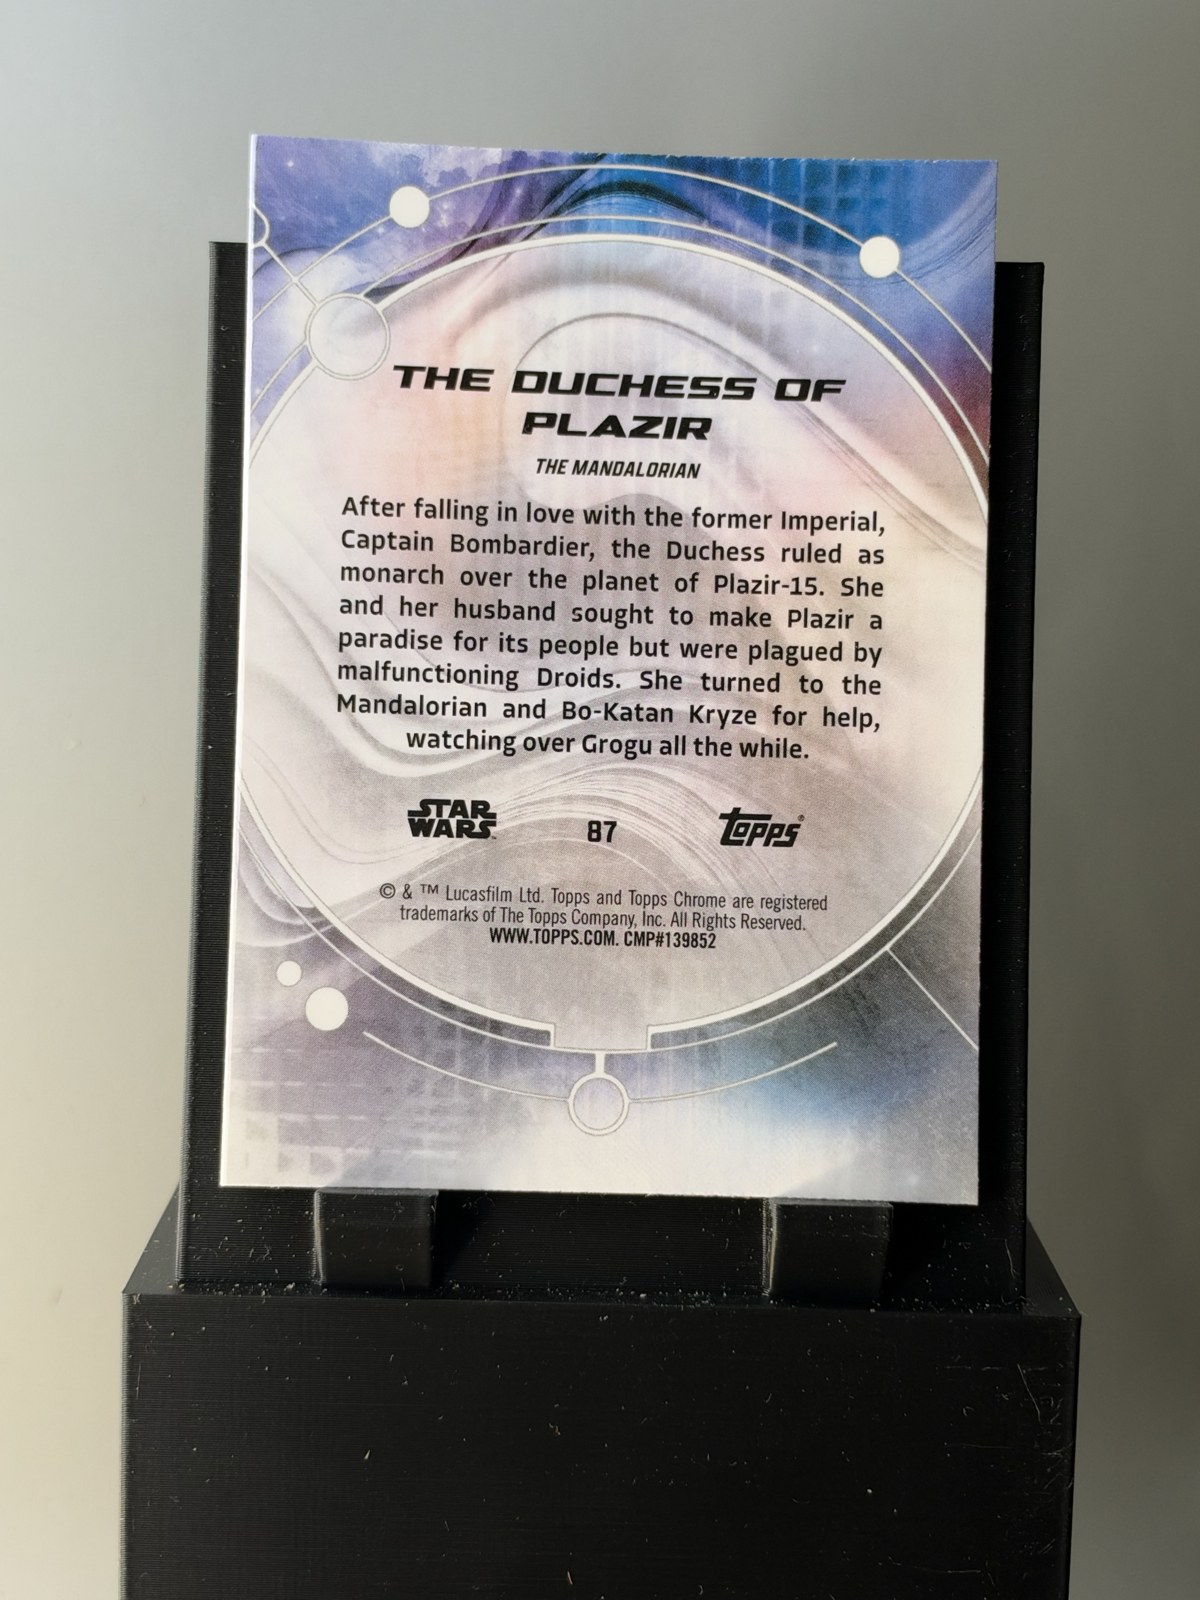 THE DUCHESS OF
PLAZIR
THE MANDALORIAN
After falling in love with the former Imperial,
Captain Bombardier, the Duchess ruled as
monarch over the planet of Plazir-15. She
and her husband sought to make Plazir a
paradise for its people but were plagued by
malfunctioning Droids. She turned to the
Mandalorian and Bo-Katan Kryze for help,
watching over Grogu all the while.
STAR
WARS™
87
Topps®
© & ™ Lucasfilm Ltd. Topps and Topps Chrome are registered
trademarks of The Topps Company, Inc. All Rights Reserved.
WWW.TOPPS.COM. CMP#139852